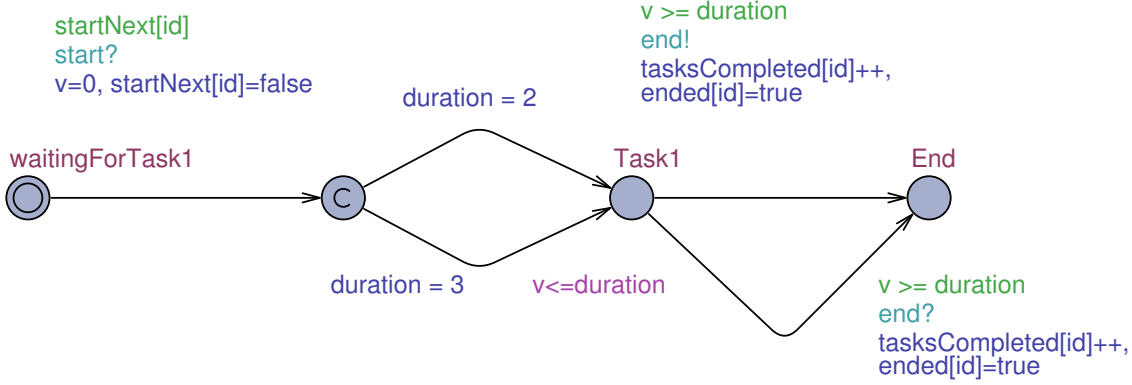 startNext[id]
start?
v=0, startNext[id]=false
v >= duration
end!
tasksCompleted[id]++,
ended[id]=true
duration = 2
waitingForTask1
C
Task1
End
duration = 3
v<=duration
v >= duration
end?
tasksCompleted[id]++,
ended[id]=true